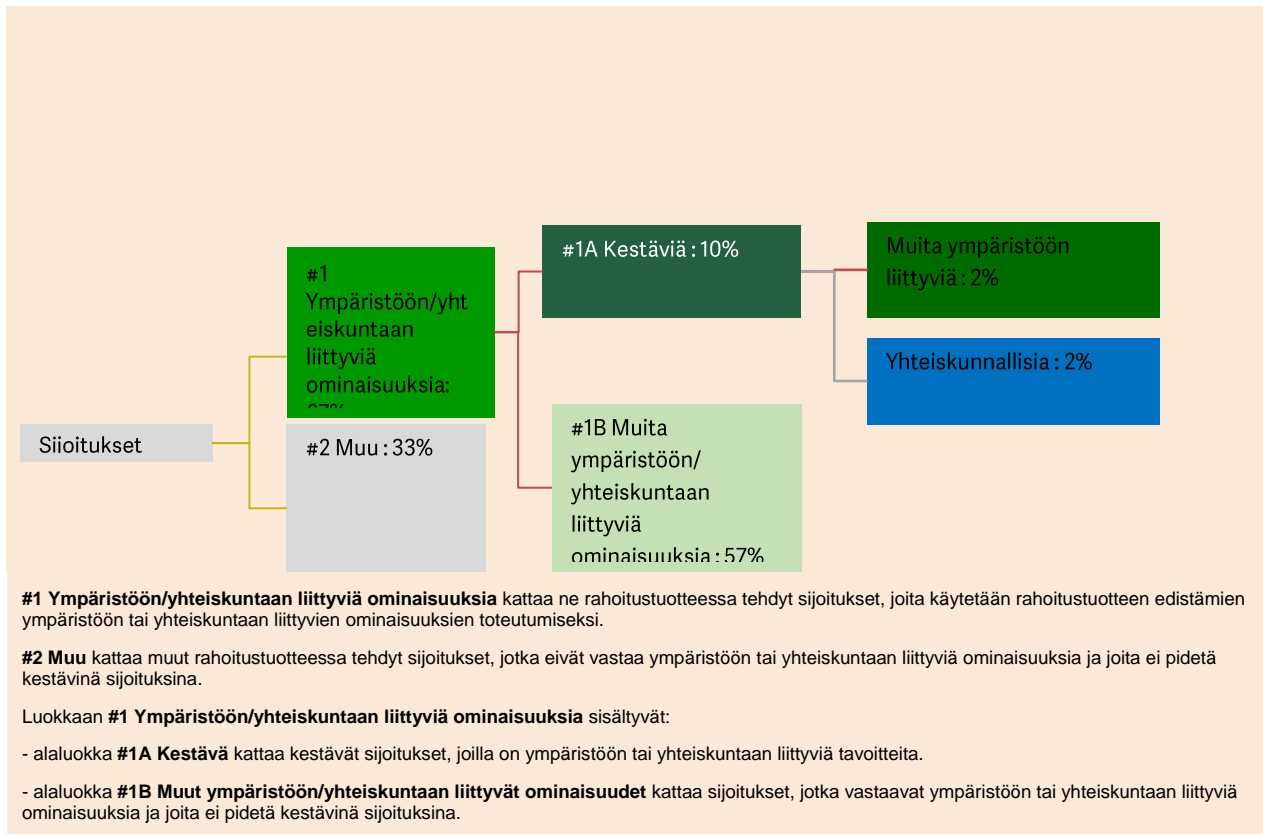 #1A Kestäviä : 10%
Muita ympäristöön
liittyviä : 2%
#1
Ympäristöön/yht
eiskuntaan
liittyviä
ominaisuuksia:
Yhteiskunnallisia : 2%
Sijoitukset
#2 Muu : 33%
#1B Muita
ympäristöön/
yhteiskuntaan
liittyviä
ominaisuuksia : 57%
#1 Ympäristöön/yhteiskuntaan liittyviä ominaisuuksia kattaa ne rahoitustuotteessa tehdyt sijoitukset, joita käytetään rahoitustuotteen edistämien
ympäristöön tai yhteiskuntaan liittyvien ominaisuuksien toteutumiseksi.
#2 Muu kattaa muut rahoitustuotteessa tehdyt sijoitukset, jotka eivät vastaa ympäristöön tai yhteiskuntaan liittyviä ominaisuuksia ja joita ei pidetä
kestävinä sijoituksina.
Luokkaan #1 Ympäristöön/yhteiskuntaan liittyviä ominaisuuksia sisältyvät:
- alaluokka #1A Kestävä kattaa kestävät sijoitukset, joilla on ympäristöön tai yhteiskuntaan liittyviä tavoitteita.
- alaluokka #1B Muut ympäristöön/yhteiskuntaan liittyvät ominaisuudet kattaa sijoitukset, jotka vastaavat ympäristöön tai yhteiskuntaan liittyviä
ominaisuuksia ja joita ei pidetä kestävinä sijoituksina.